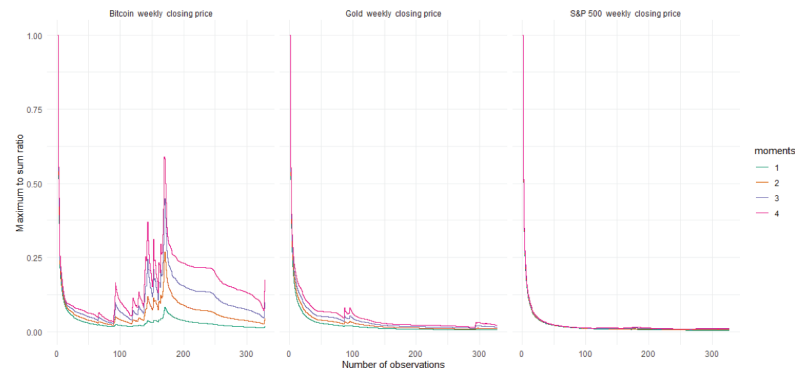 Bitcoin weekly closing price
Gold weekly closing price
S&P 500 weekly closing price
1.00
0.75
0.50
0.25
0.00
Maximum to sum ratio
0 100 200 300
0 100 200 300
0 100 200 300
Number of observations
moments
1
2
3
4